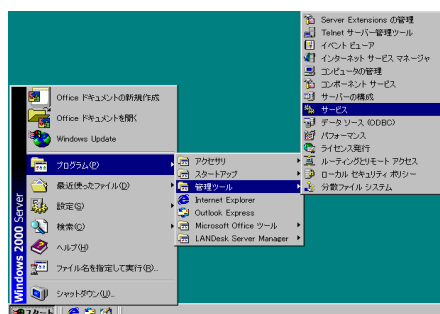 Server Extensions の管理
Telnet サーバー管理ツール
イベント ビューア
インターネット サービス マネージャ
コンピュータの管理
コンポーネント サービス
サーバーの構成
サービス
データ ソース (ODBC)
パフォーマンス
ライセンス発行
ルーティングとリモート アクセス
ローカル セキュリティ ポリシー
分散ファイル システム
Office ドキュメントの新規作成
Office ドキュメントを開く
Windows Update
プログラム(P)
最近使ったファイル(D)
設定(S)
検索(C)
ヘルプ(H)
ファイル名を指定して実行(R)...
シャットダウン(U)...
アクセサリ
スタートアップ
管理ツール
Internet Explorer
Outlook Express
Microsoft Office ツール
LANDesk Server Manager
Windows 2000 Server
スタート